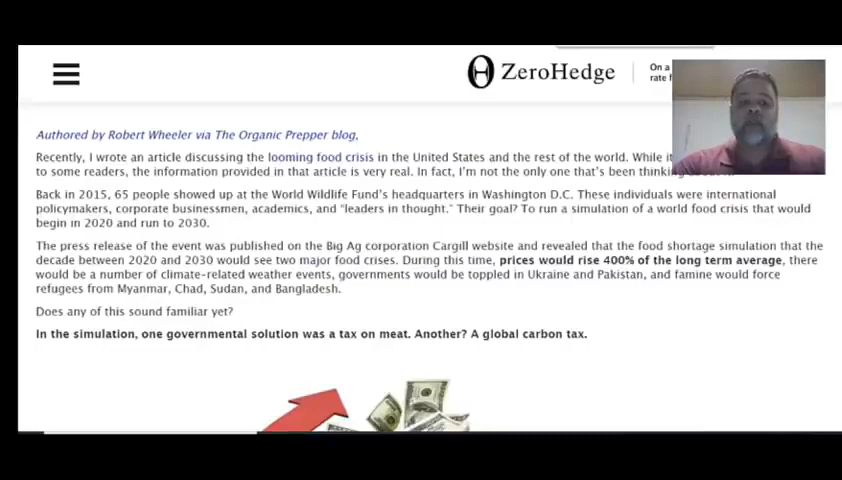 ZeroHedge
On a
rate f
Authored by Robert Wheeler via The Organic Prepper blog,
Recently, I wrote an article discussing the looming food crisis in the United States and the rest of the world. While it
to some readers, the information provided in that article is very real. In fact, I'm not the only one that's been thinking
Back in 2015, 65 people showed up at the World Wildlife Fund's headquarters in Washington D.C. These individuals were international
policymakers, corporate businessmen, academics, and “leaders in thought.” Their goal? To run a simulation of a world food crisis that would
begin in 2020 and run to 2030.
The press release of the event was published on the Big Ag corporation Cargill website and revealed that the food shortage simulation that the
decade between 2020 and 2030 would see two major food crises. During this time, prices would rise 400% of the long term average, there
would be a number of climate-related weather events, governments would be toppled in Ukraine and Pakistan, and famine would force
refugees from Myanmar, Chad, Sudan, and Bangladesh.
Does any of this sound familiar yet?
In the simulation, one governmental solution was a tax on meat. Another? A global carbon tax.